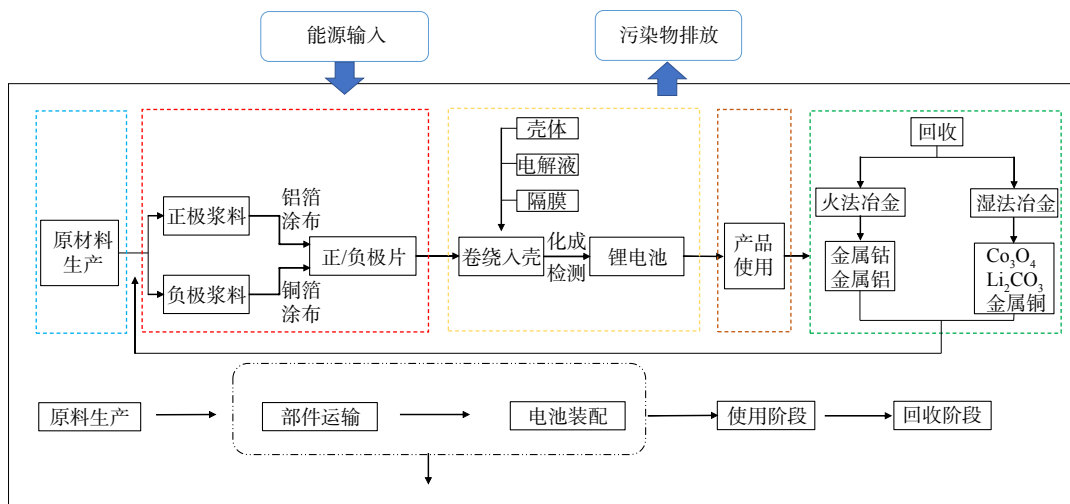 能源输入
污染物排放
原材料
生产
正极浆料
负极浆料
铝箔
涂布
铜箔
涂布
正/负极片
壳体
电解液
隔膜
卷绕入壳
化成
检测
锂电池
产品
使用
回收
火法冶金
湿法冶金
金属钴
金属铝
Co₃O₄
Li₂CO₃
金属铜
原料生产
部件运输
电池装配
使用阶段
回收阶段